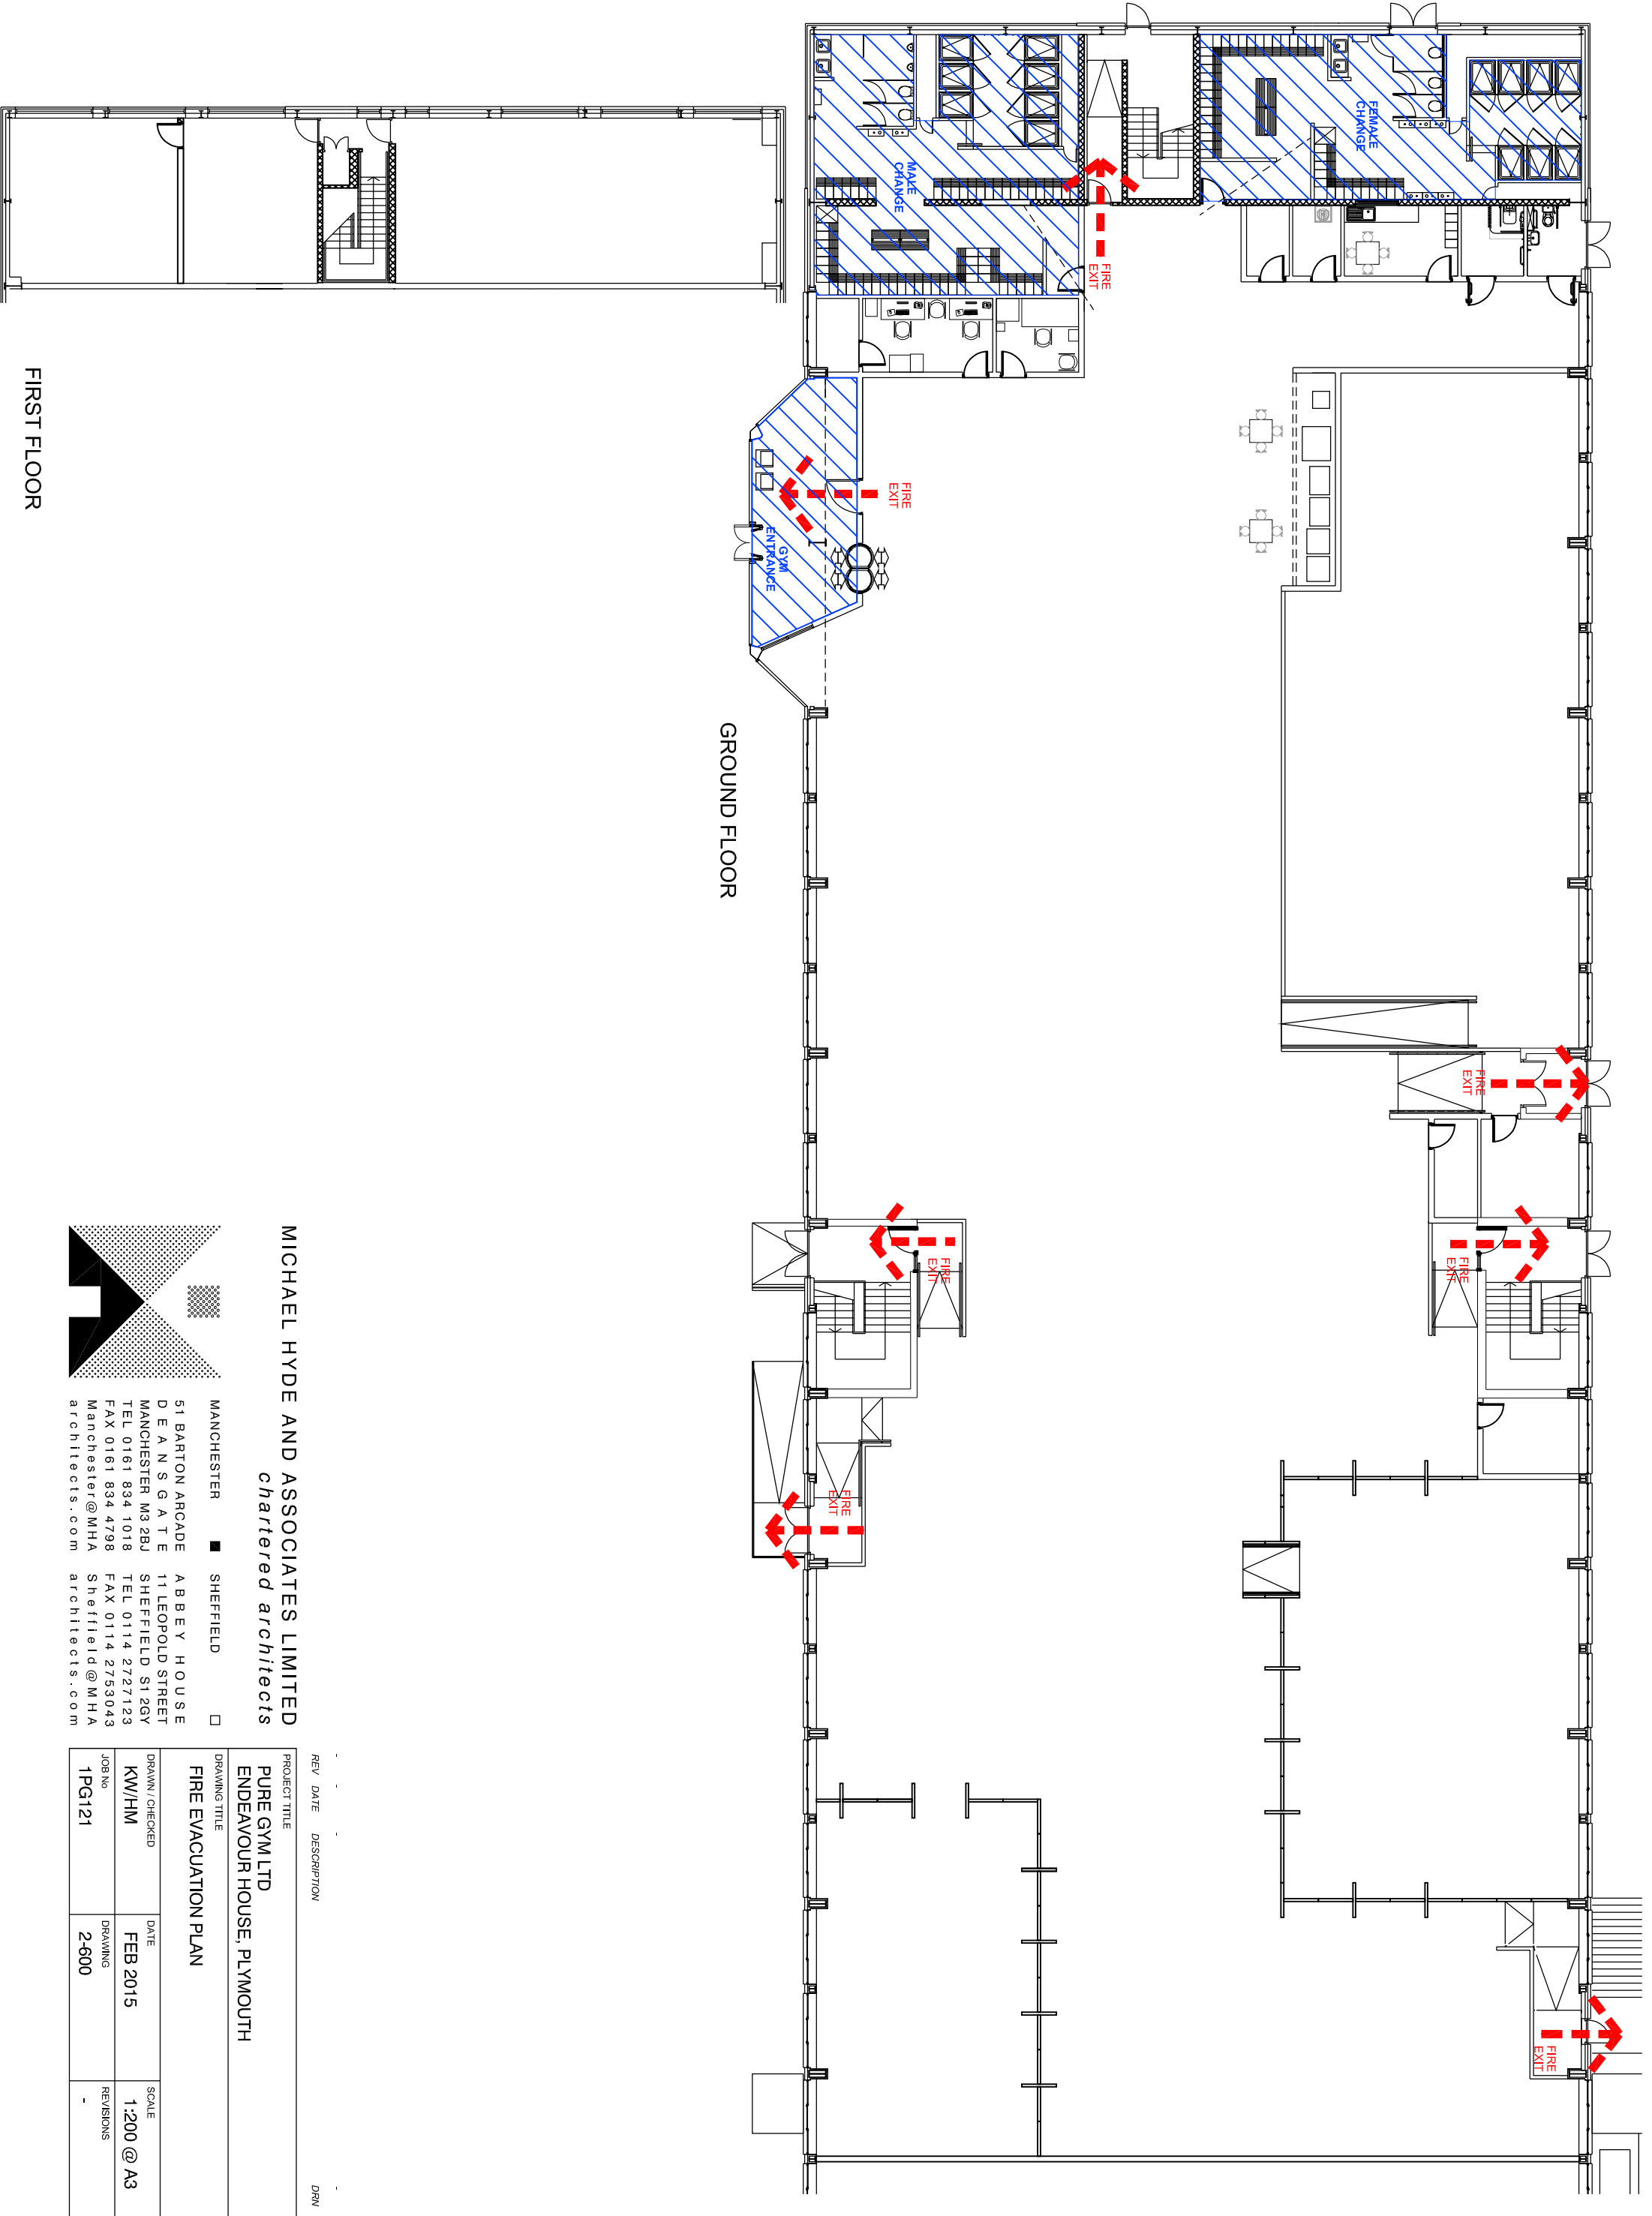 FEMALE
CHANGE
MALE
CHANGE
FIRE
EXIT
FIRE
EXIT
GYM
ENTRANCE
FIRE
EXIT
FIRE
EXIT
FIRE
EXIT
FIRE
EXIT
FIRE
EXIT
GROUND FLOOR
FIRST FLOOR
MICHAEL HYDE AND ASSOCIATES LIMITED
chartered architects
MANCHESTER
51 BARTON ARCADE
DEANSGATE
MANCHESTER M3 2BJ
TEL 0161 834 1018
FAX 0161 834 4798
Manchester@MHA
architects.com
SHEFFIELD
ABBEY HOUSE
11 LEOPOLD STREET
SHEFFIELD S1 2GY
TEL 0114 2727123
FAX 0114 2753043
Sheffield@MHA
architects.com
- - - -
REV DATE DESCRIPTION DRN
PROJECT TITLE
PURE GYM LTD
ENDEAVOUR HOUSE, PLYMOUTH
DRAWING TITLE
FIRE EVACUATION PLAN
DRAWN / CHECKED DATE SCALE
KW/HM FEB 2015 1:200 @ A3
JOB No DRAWING REVISIONS
1PG121 2-600 -